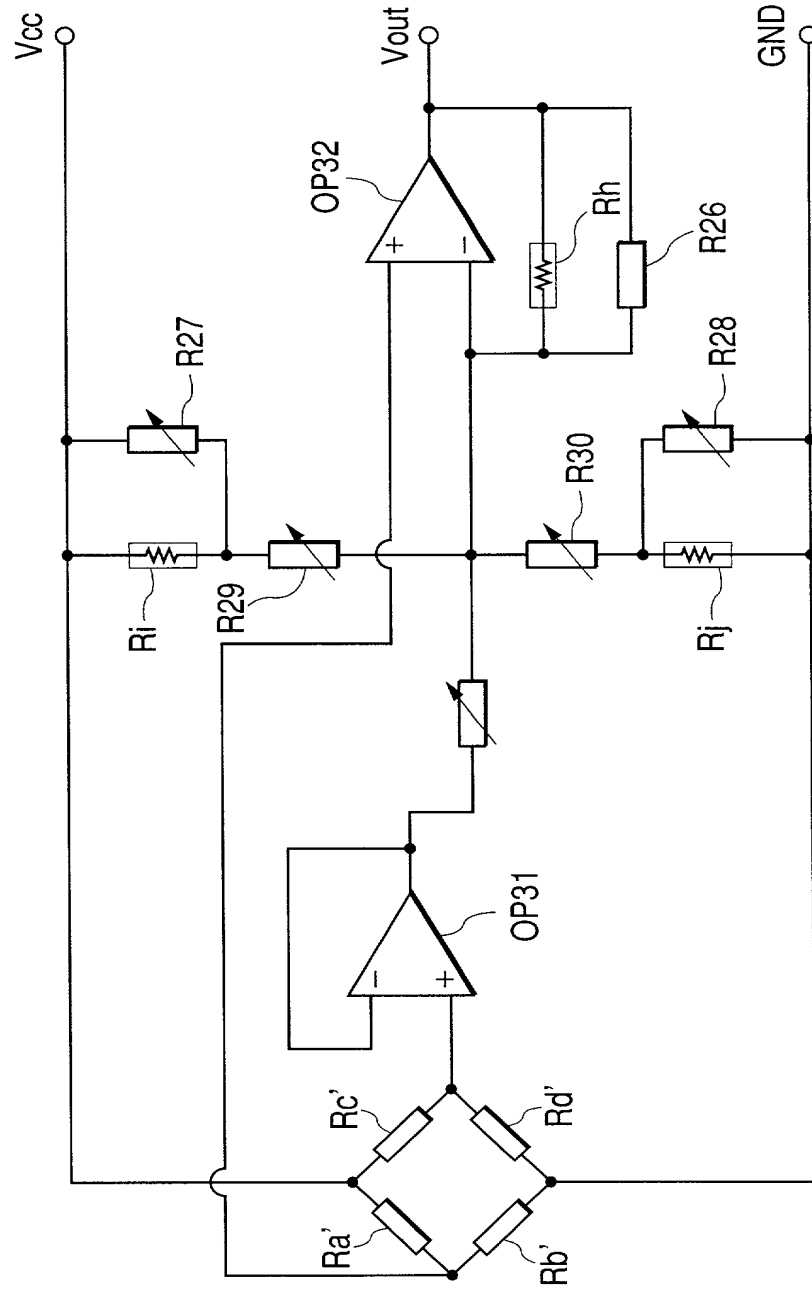 Vcc
Vout
GND
OP32
+
−
Rh
R26
R27
R28
Ri
R29
R30
Rj
OP31
−
+
Rc'
Rd'
Ra'
Rb'